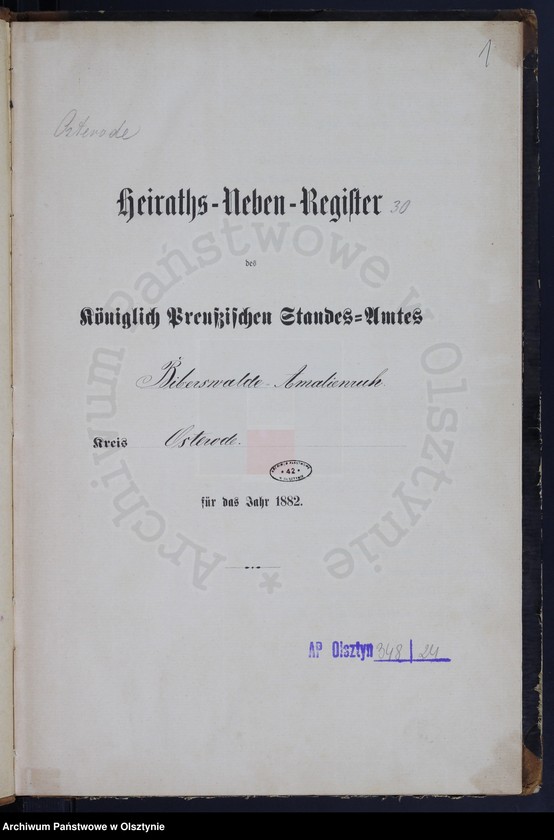 1
Osterode
Heiraths-Neben-Register 30
des
Königlich Preußischen Standes-Amtes
Biberswalde-Amalienruh
Kreis Osterode.
42
für das Jahr 1882.
AP Olsztyn 348 | 24
* Archiwum Państwowe w Olsztynie
Archiwum Państwowe w Olsztynie